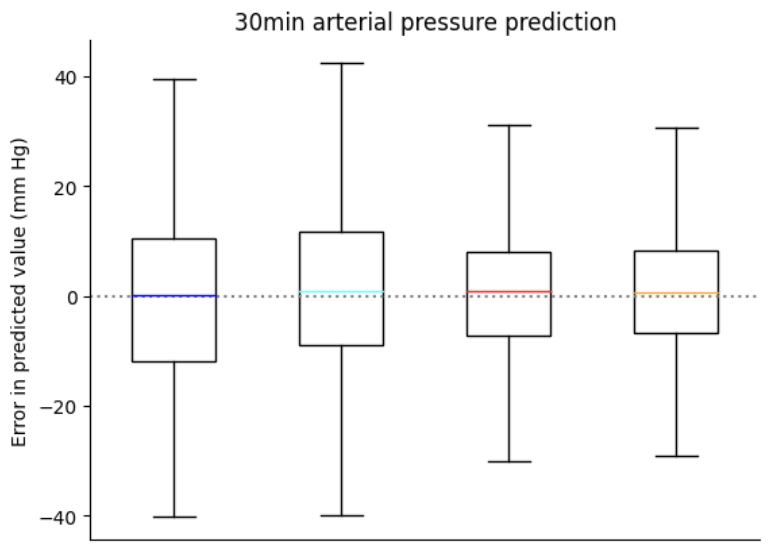 30min arterial pressure prediction
Error in predicted value (mm Hg)
40
20
0
−20
−40